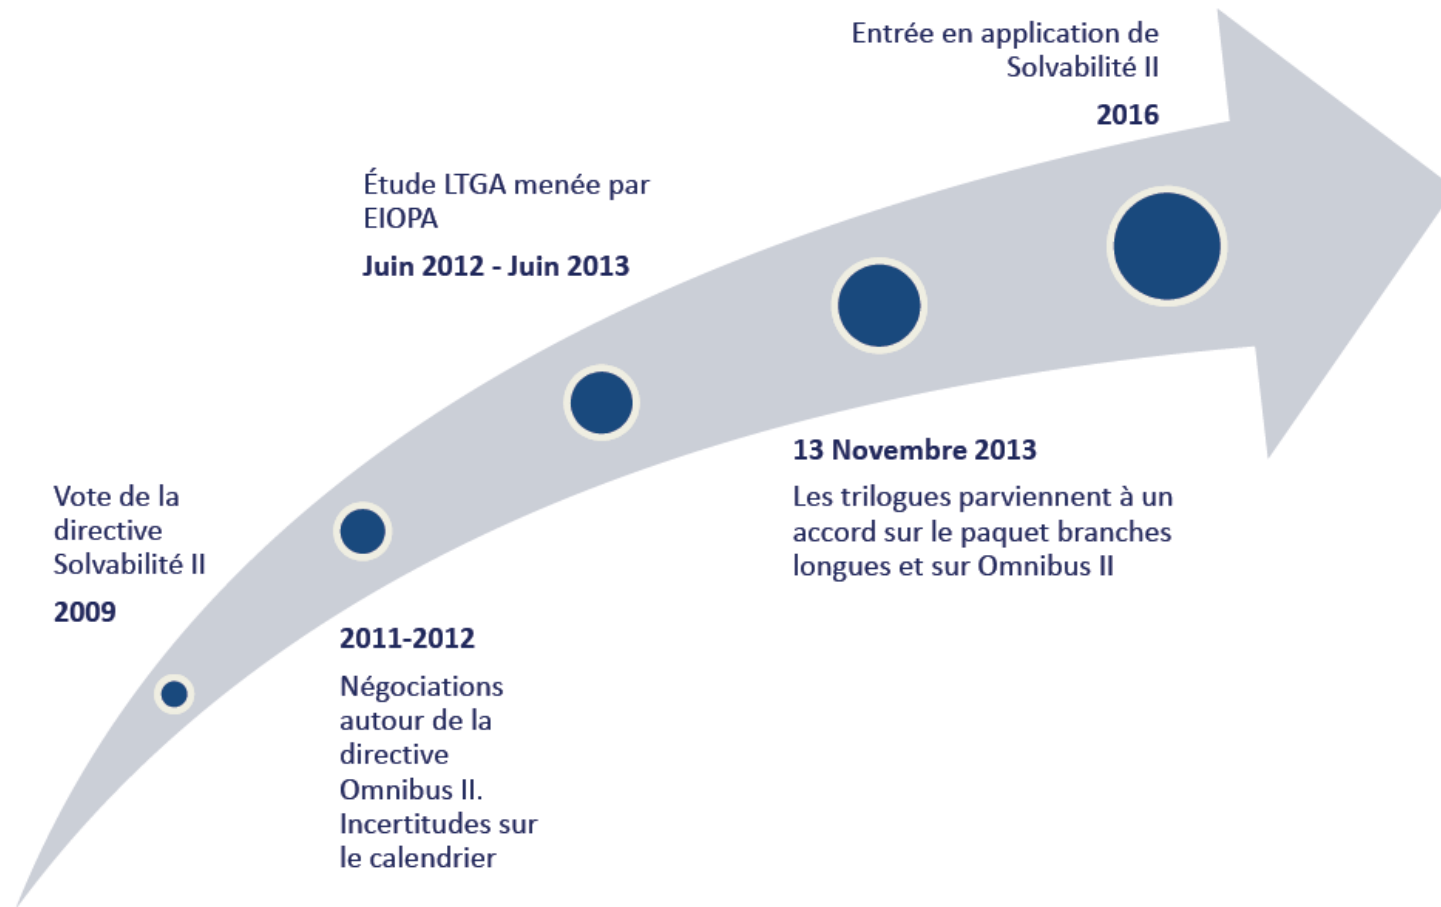 Vote de la
directive
Solvabilité II
2009
2011-2012
Négociations
autour de la
directive
Omnibus II.
Incertitudes sur
le calendrier
Étude LTGA menée par
EIOPA
Juin 2012 - Juin 2013
13 Novembre 2013
Les trilogues parviennent à un
accord sur le paquet branches
longues et sur Omnibus II
Entrée en application de
Solvabilité II
2016